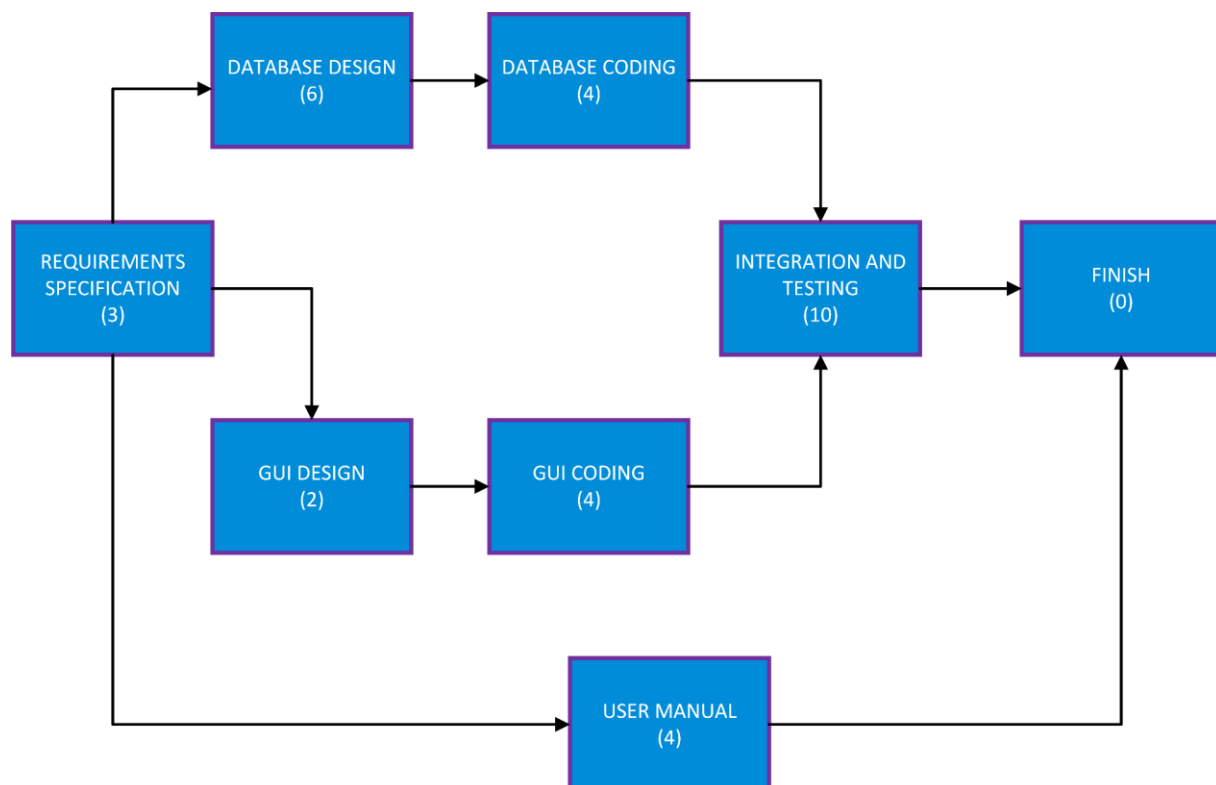 DATABASE DESIGN
(6)
DATABASE CODING
(4)
REQUIREMENTS
SPECIFICATION
(3)
INTEGRATION AND
TESTING
(10)
FINISH
(0)
GUI DESIGN
(2)
GUI CODING
(4)
USER MANUAL
(4)